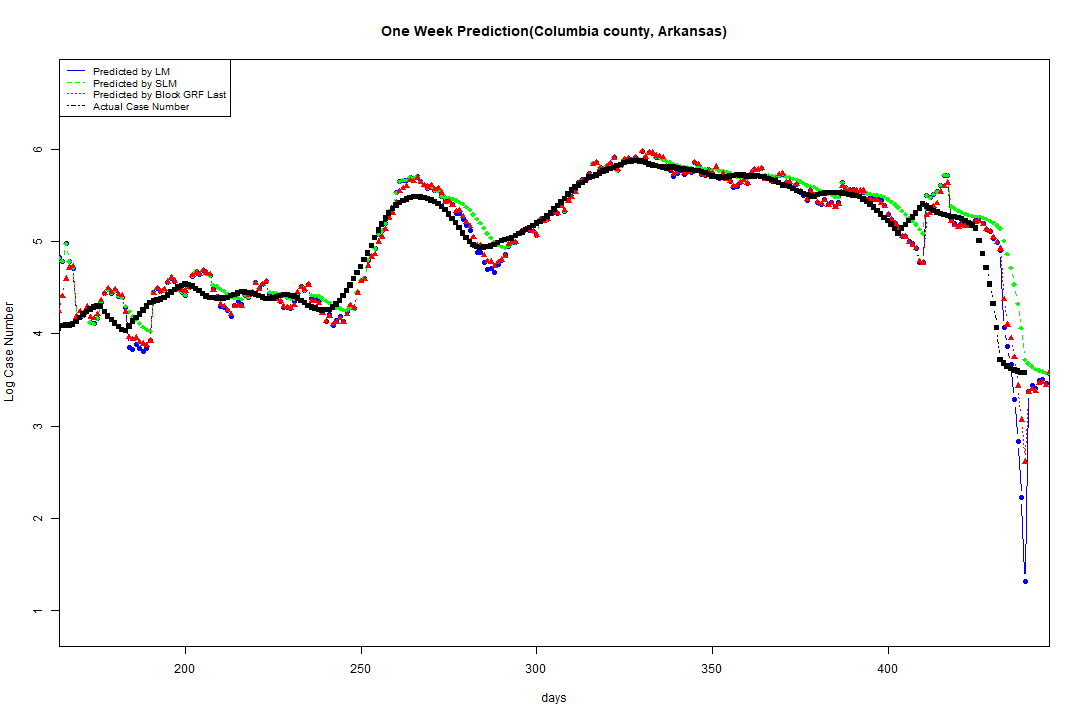 One Week Prediction(Columbia county, Arkansas)
Predicted by LM
Predicted by SLM
Predicted by Block GRF Last
Actual Case Number
Log Case Number
6
5
4
3
2
1
200 250 300 350 400
days